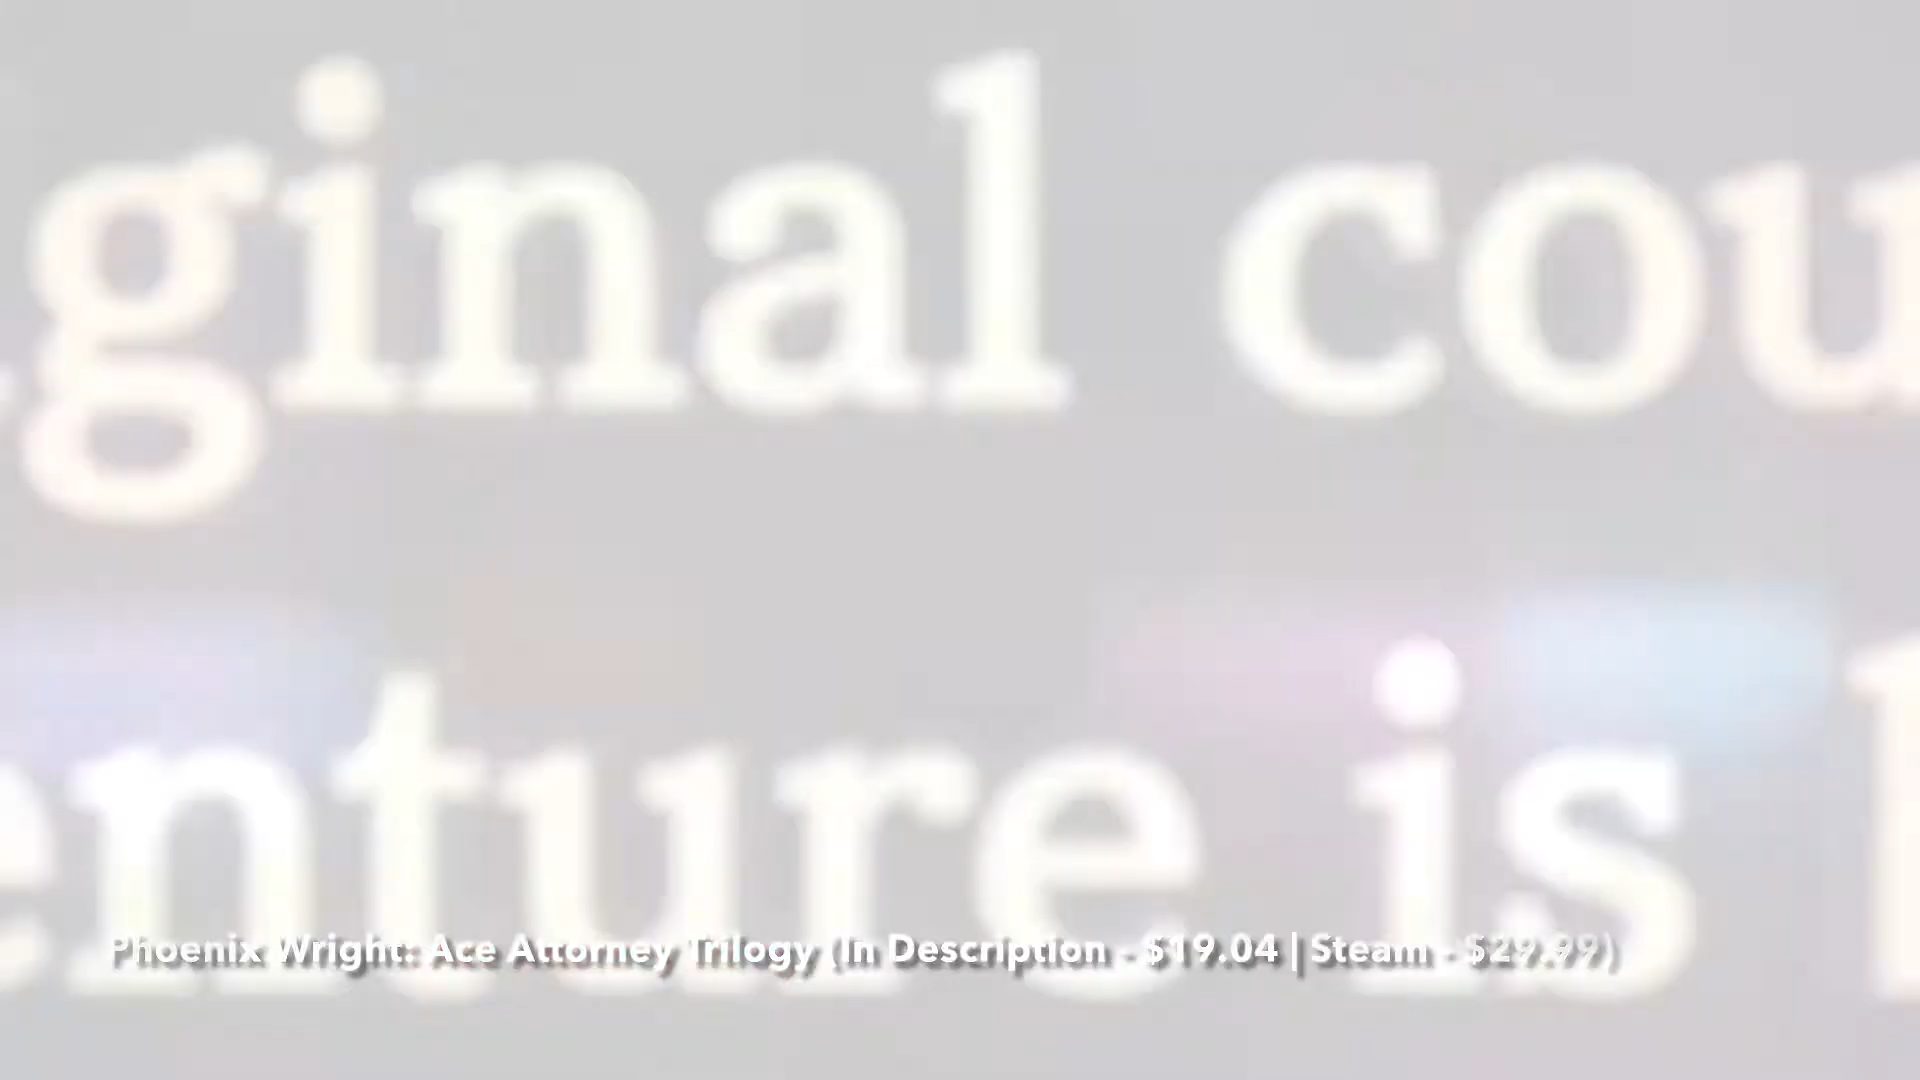 ginal cou
enture is
Phoenix Wright: Ace Attorney Trilogy (In Description - $19.04 | Steam - $29.99)